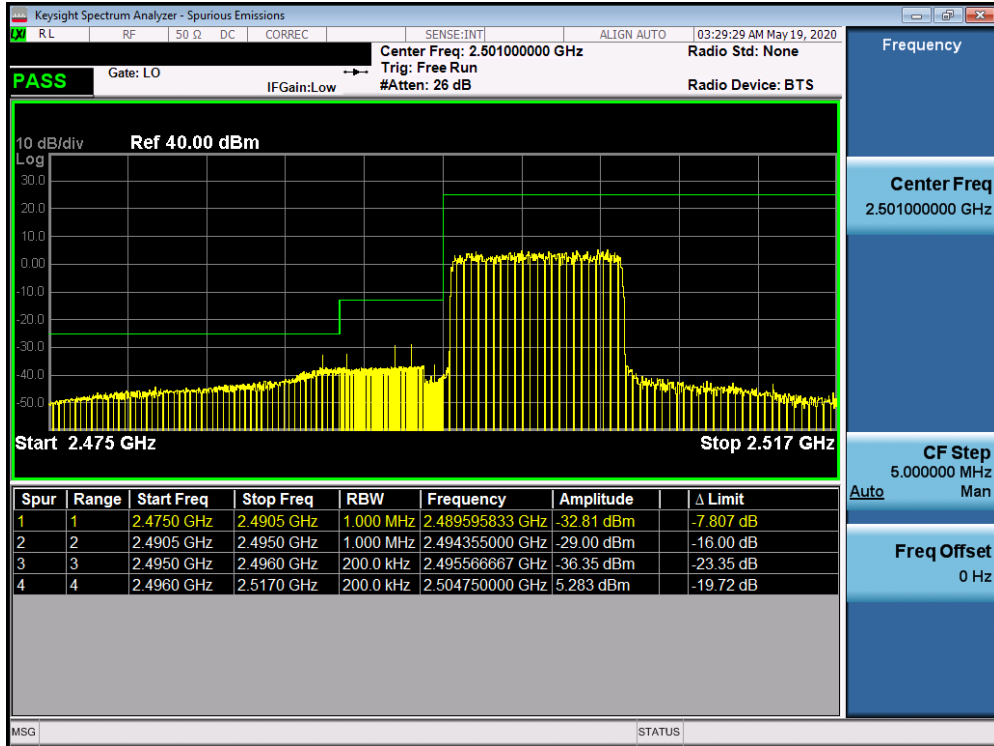 Keysight Spectrum Analyzer - Spurious Emissions
LXI RL RF 50 Ω DC CORREC SENSE:INT ALIGN AUTO 03:29:29 AM May 19, 2020
Center Freq: 2.501000000 GHz Radio Std: None
PASS Gate: LO Trig: Free Run
IFGain:Low #Atten: 26 dB Radio Device: BTS
10 dB/div Ref 40.00 dBm
Log
30.0
20.0
10.0
0.00
-10.0
-20.0
-30.0
-40.0
-50.0
Start 2.475 GHz Stop 2.517 GHz
Spur Range Start Freq Stop Freq RBW Frequency Amplitude Δ Limit
1 1 2.4750 GHz 2.4905 GHz 1.000 MHz 2.489595833 GHz -32.81 dBm -7.807 dB
2 2 2.4905 GHz 2.4950 GHz 1.000 MHz 2.494355000 GHz -29.00 dBm -16.00 dB
3 3 2.4950 GHz 2.4960 GHz 200.0 kHz 2.495566667 GHz -36.35 dBm -23.35 dB
4 4 2.4960 GHz 2.5170 GHz 200.0 kHz 2.504750000 GHz 5.283 dBm -19.72 dB
MSG STATUS
Frequency
Center Freq
2.501000000 GHz
CF Step
5.000000 MHz
Auto Man
Freq Offset
0 Hz